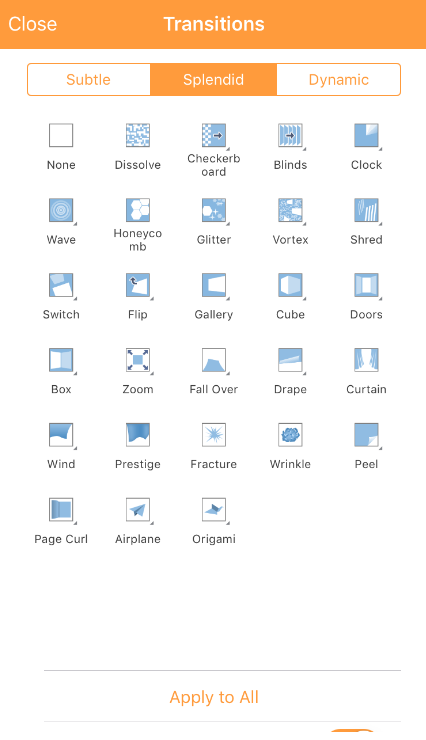 Close Transitions
Subtle Splendid Dynamic
None Dissolve Checkerb
oard Blinds Clock
Wave Honeyco
mb Glitter Vortex Shred
Switch Flip Gallery Cube Doors
Box Zoom Fall Over Drape Curtain
Wind Prestige Fracture Wrinkle Peel
Page Curl Airplane Origami
Apply to All